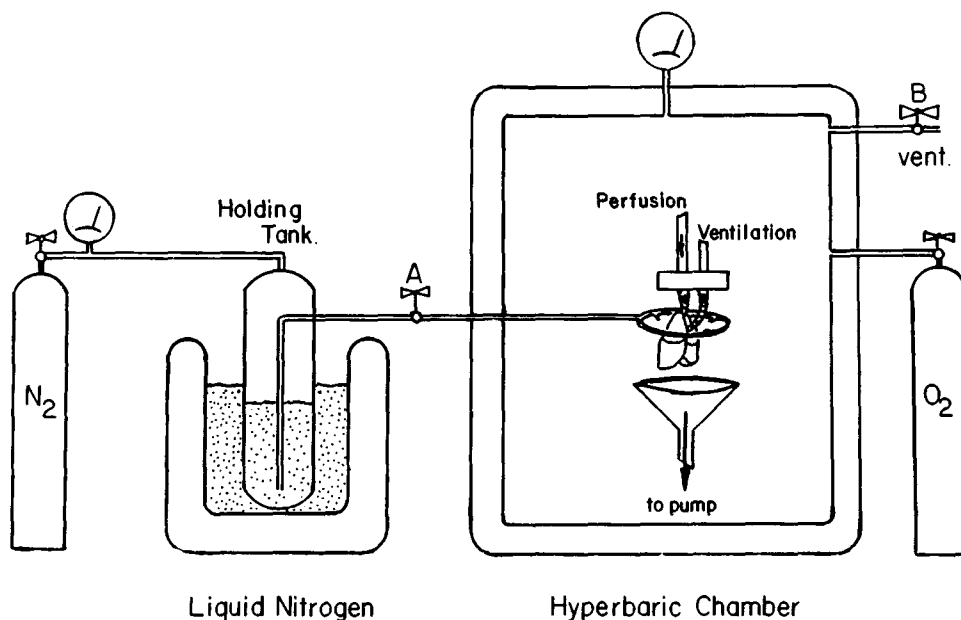 B
vent.
Holding
Tank.
Perfusion
Ventilation
A
N2
O2
to pump
Liquid Nitrogen
Hyperbaric Chamber